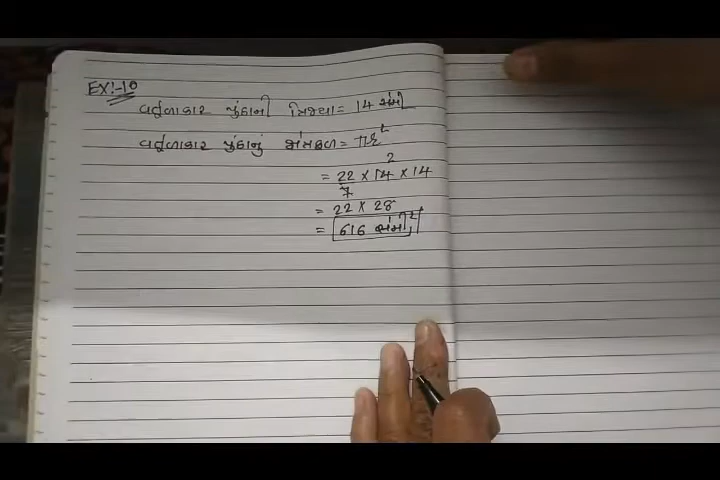 EX:-10
વર્તુળાકાર કુંડાની ત્રિજ્યા = 14 સેમી
વર્તુળાકાર કુંડાનું ક્ષેત્રફળ = πr²
2
= 22 × 14 × 14
7
= 22 × 28
= 616 સેમી²